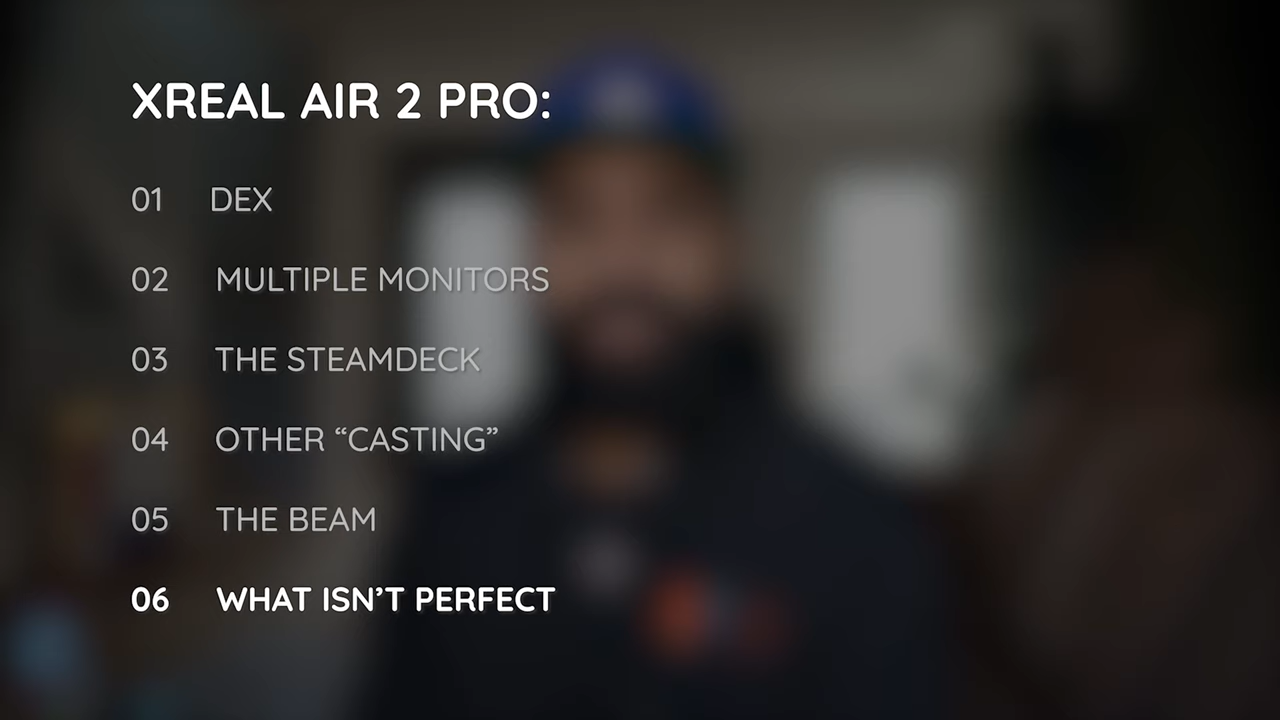 XREAL AIR 2 PRO:
01 DEX
02 MULTIPLE MONITORS
03 THE STEAMDECK
04 OTHER “CASTING”
05 THE BEAM
06 WHAT ISN’T PERFECT